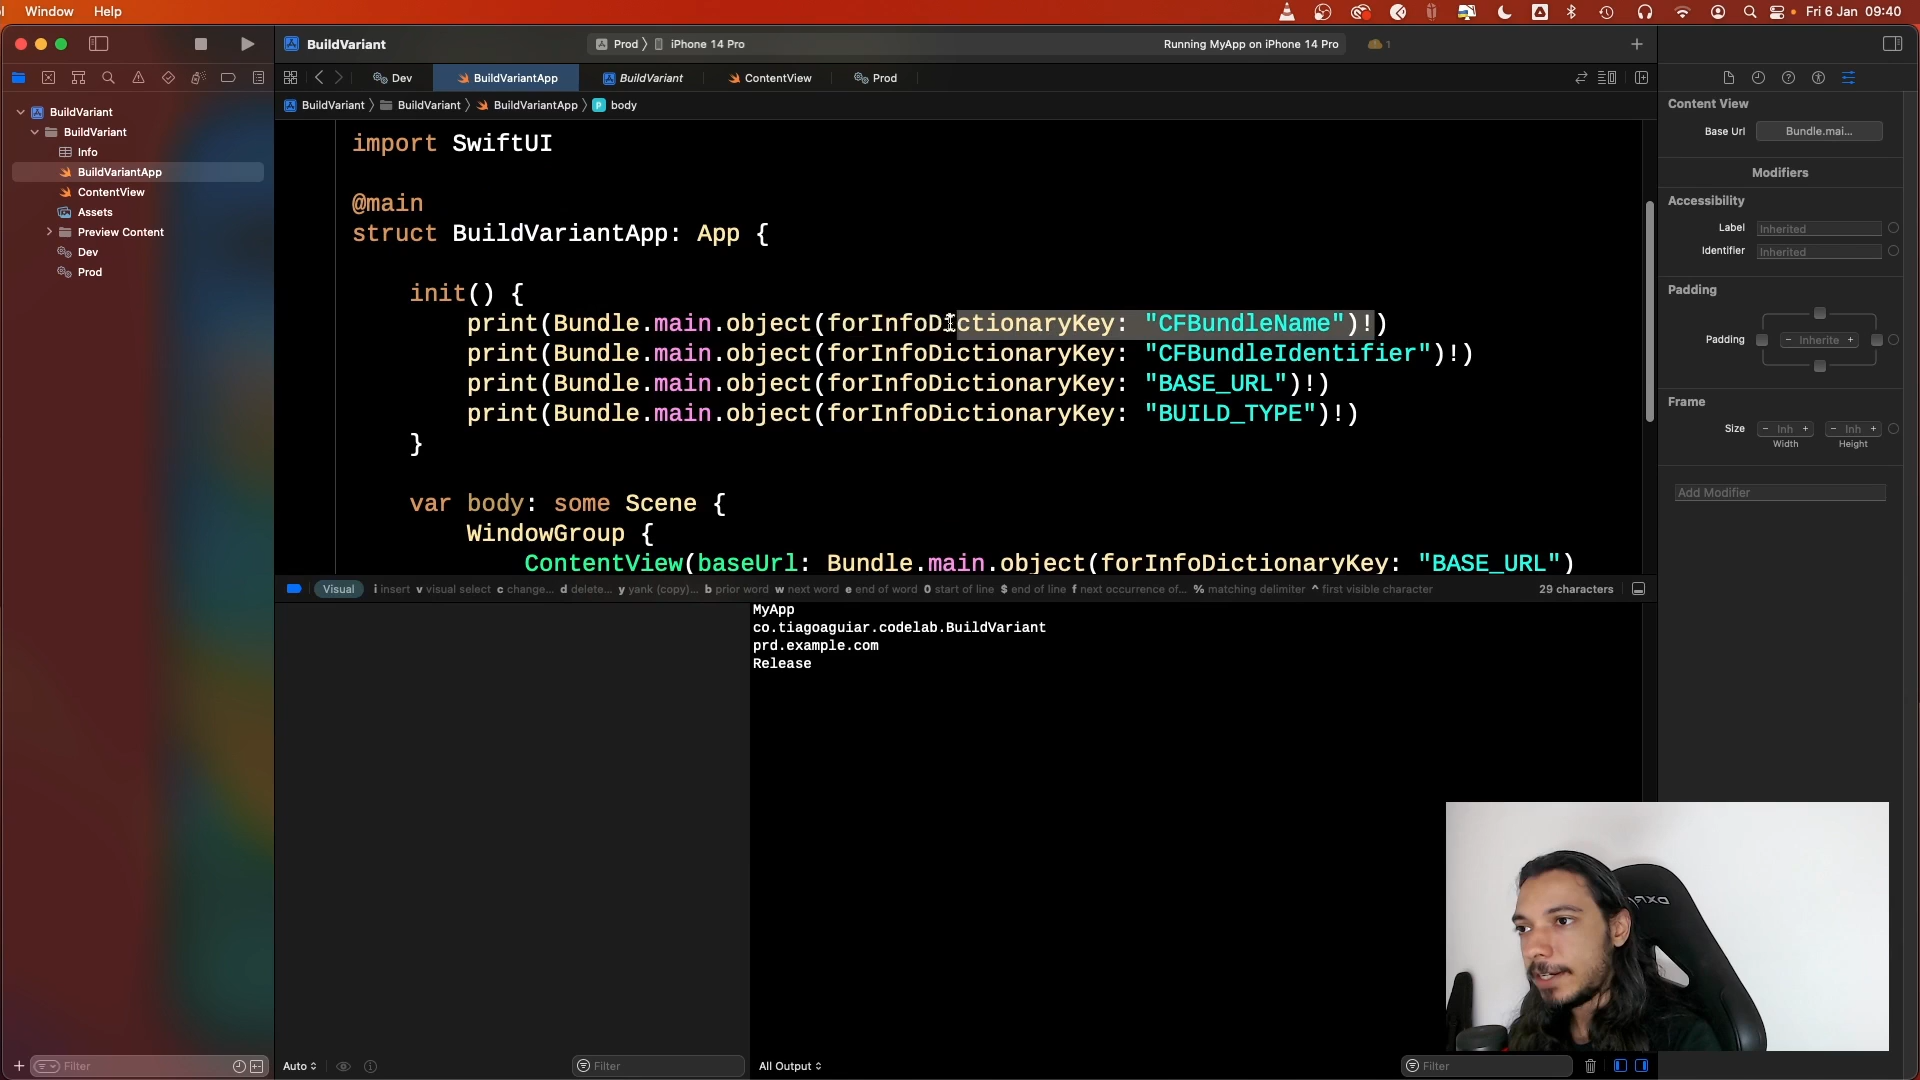 Window Help
Fri 6 Jan 09:40
BuildVariant
Prod 〉 iPhone 14 Pro
Running MyApp on iPhone 14 Pro
1
Dev BuildVariantApp BuildVariant ContentView Prod
BuildVariant 〉 BuildVariant 〉 BuildVariantApp 〉 body
BuildVariant
BuildVariant
Info
BuildVariantApp
ContentView
Assets
Preview Content
Dev
Prod
import SwiftUI
@main
struct BuildVariantApp: App {
init() {
print(Bundle.main.object(forInfoDictionaryKey: "CFBundleName")!)
print(Bundle.main.object(forInfoDictionaryKey: "CFBundleIdentifier")!)
print(Bundle.main.object(forInfoDictionaryKey: "BASE_URL")!)
print(Bundle.main.object(forInfoDictionaryKey: "BUILD_TYPE")!)
}
var body: some Scene {
WindowGroup {
ContentView(baseUrl: Bundle.main.object(forInfoDictionaryKey: "BASE_URL")
Visual i insert v visual select c change... d delete... y yank (copy)... b prior word w next word e end of word 0 start of line $ end of line f next occurrence of... % matching delimiter ^ first visible character 29 characters
MyApp
co.tiagoaguiar.codelab.BuildVariant
prd.example.com
Release
Content View
Base Url Bundle.mai...
Modifiers
Accessibility
Label Inherited
Identifier Inherited
Padding
Padding − Inherite +
Frame
Size − Inh + − Inh +
Width Height
Add Modifier
DXRA
Filter
Auto
Filter
All Output
Filter